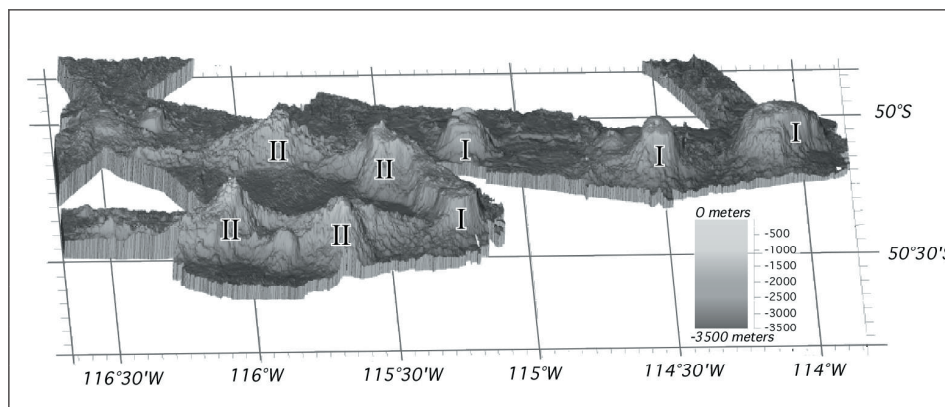 50°S
I
I
I
II
II
I
II
II
0 meters
-500
-1000
-1500
-2000
-2500
-3000
-3500
-3500 meters
50°30'S
116°30'W
116°W
115°30'W
115°W
114°30'W
114°W